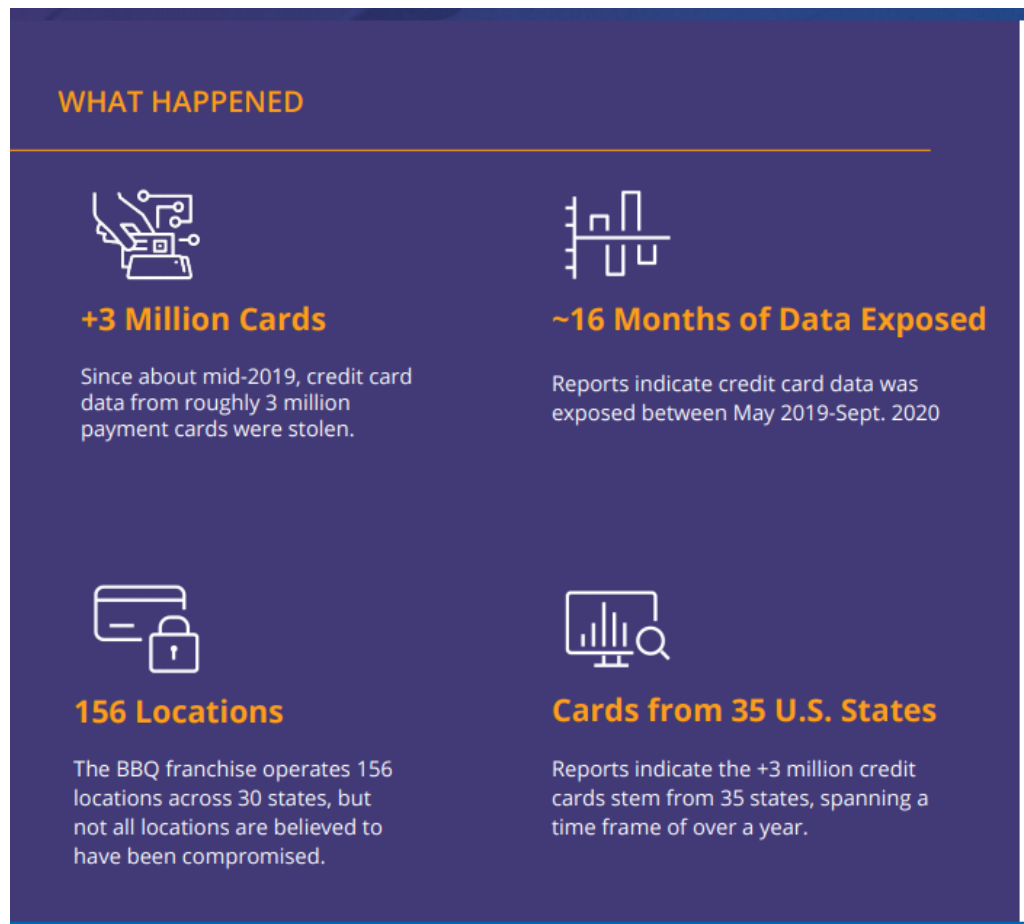 WHAT HAPPENED
+3 Million Cards
Since about mid-2019, credit card
data from roughly 3 million
payment cards were stolen.
~16 Months of Data Exposed
Reports indicate credit card data was
exposed between May 2019-Sept. 2020
156 Locations
The BBQ franchise operates 156
locations across 30 states, but
not all locations are believed to
have been compromised.
Cards from 35 U.S. States
Reports indicate the +3 million credit
cards stem from 35 states, spanning a
time frame of over a year.